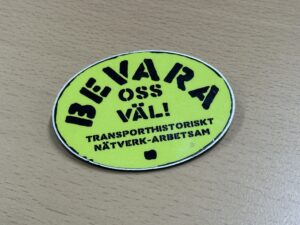 BEVARA
OSS
VÄL!
TRANSPORTHISTORISKT
NÄTVERK-ARBETSAM